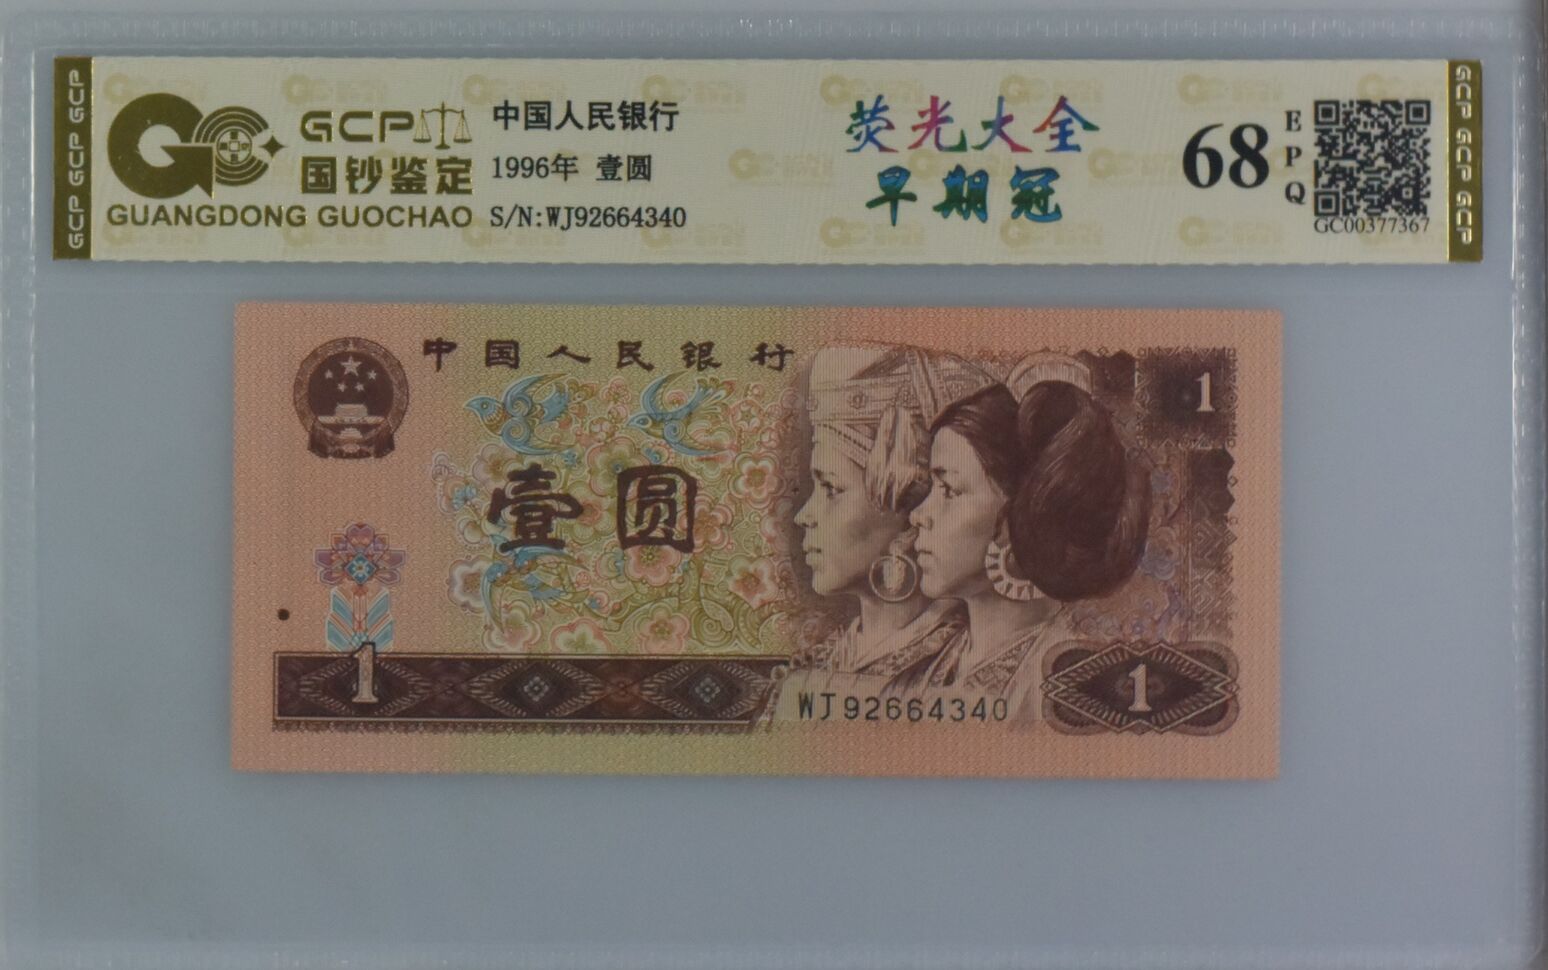 GCP GCP GCP
GCP
国钞鉴定
GUANGDONG GUOCHAO
中国人民银行
1996年 壹圆
S/N:WJ92664340
荧光大全
早期冠
68
EPQ
GC00377367
GCP GCP GCP
中国人民银行
1
壹圆
1
WJ92664340
1